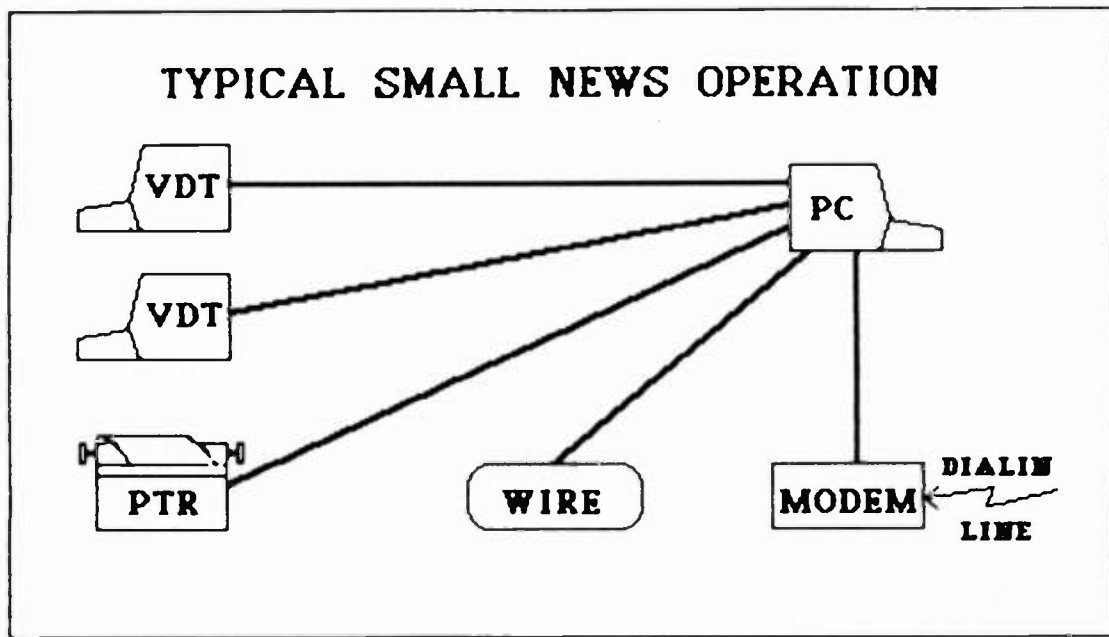 TYPICAL SMALL NEWS OPERATION
VDT
PC
VDT
PTR
WIRE
MODEM
DIALIN
LINE